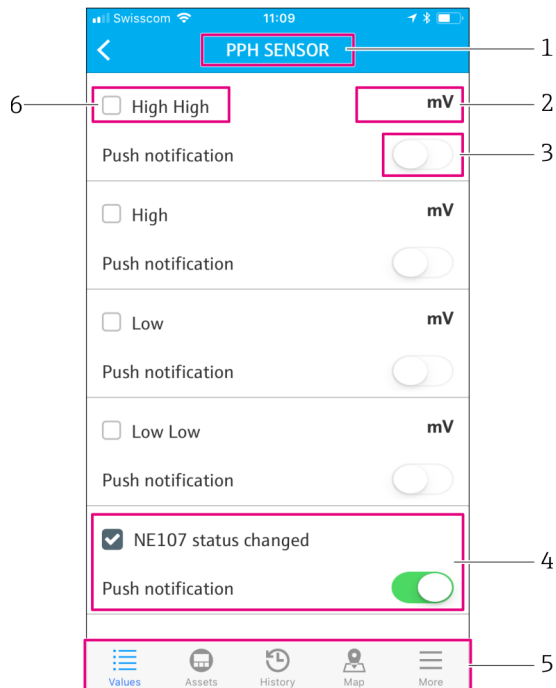 Swisscom 11:09
PPH SENSOR 1
6 High High mV 2
Push notification 3
High mV
Push notification
Low mV
Push notification
Low Low mV
Push notification
NE107 status changed
4
Push notification
5
Values Assets History Map More